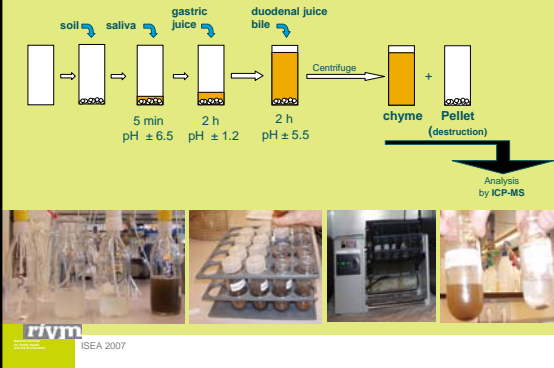 soil
saliva
gastric
juice
duodenal juice
bile
Centrifuge
+
5 min
pH ± 6.5
2 h
pH ± 1.2
2 h
pH ± 5.5
chyme
Pellet
(destruction)
Analysis
by ICP-MS
rivm
ISEA 2007